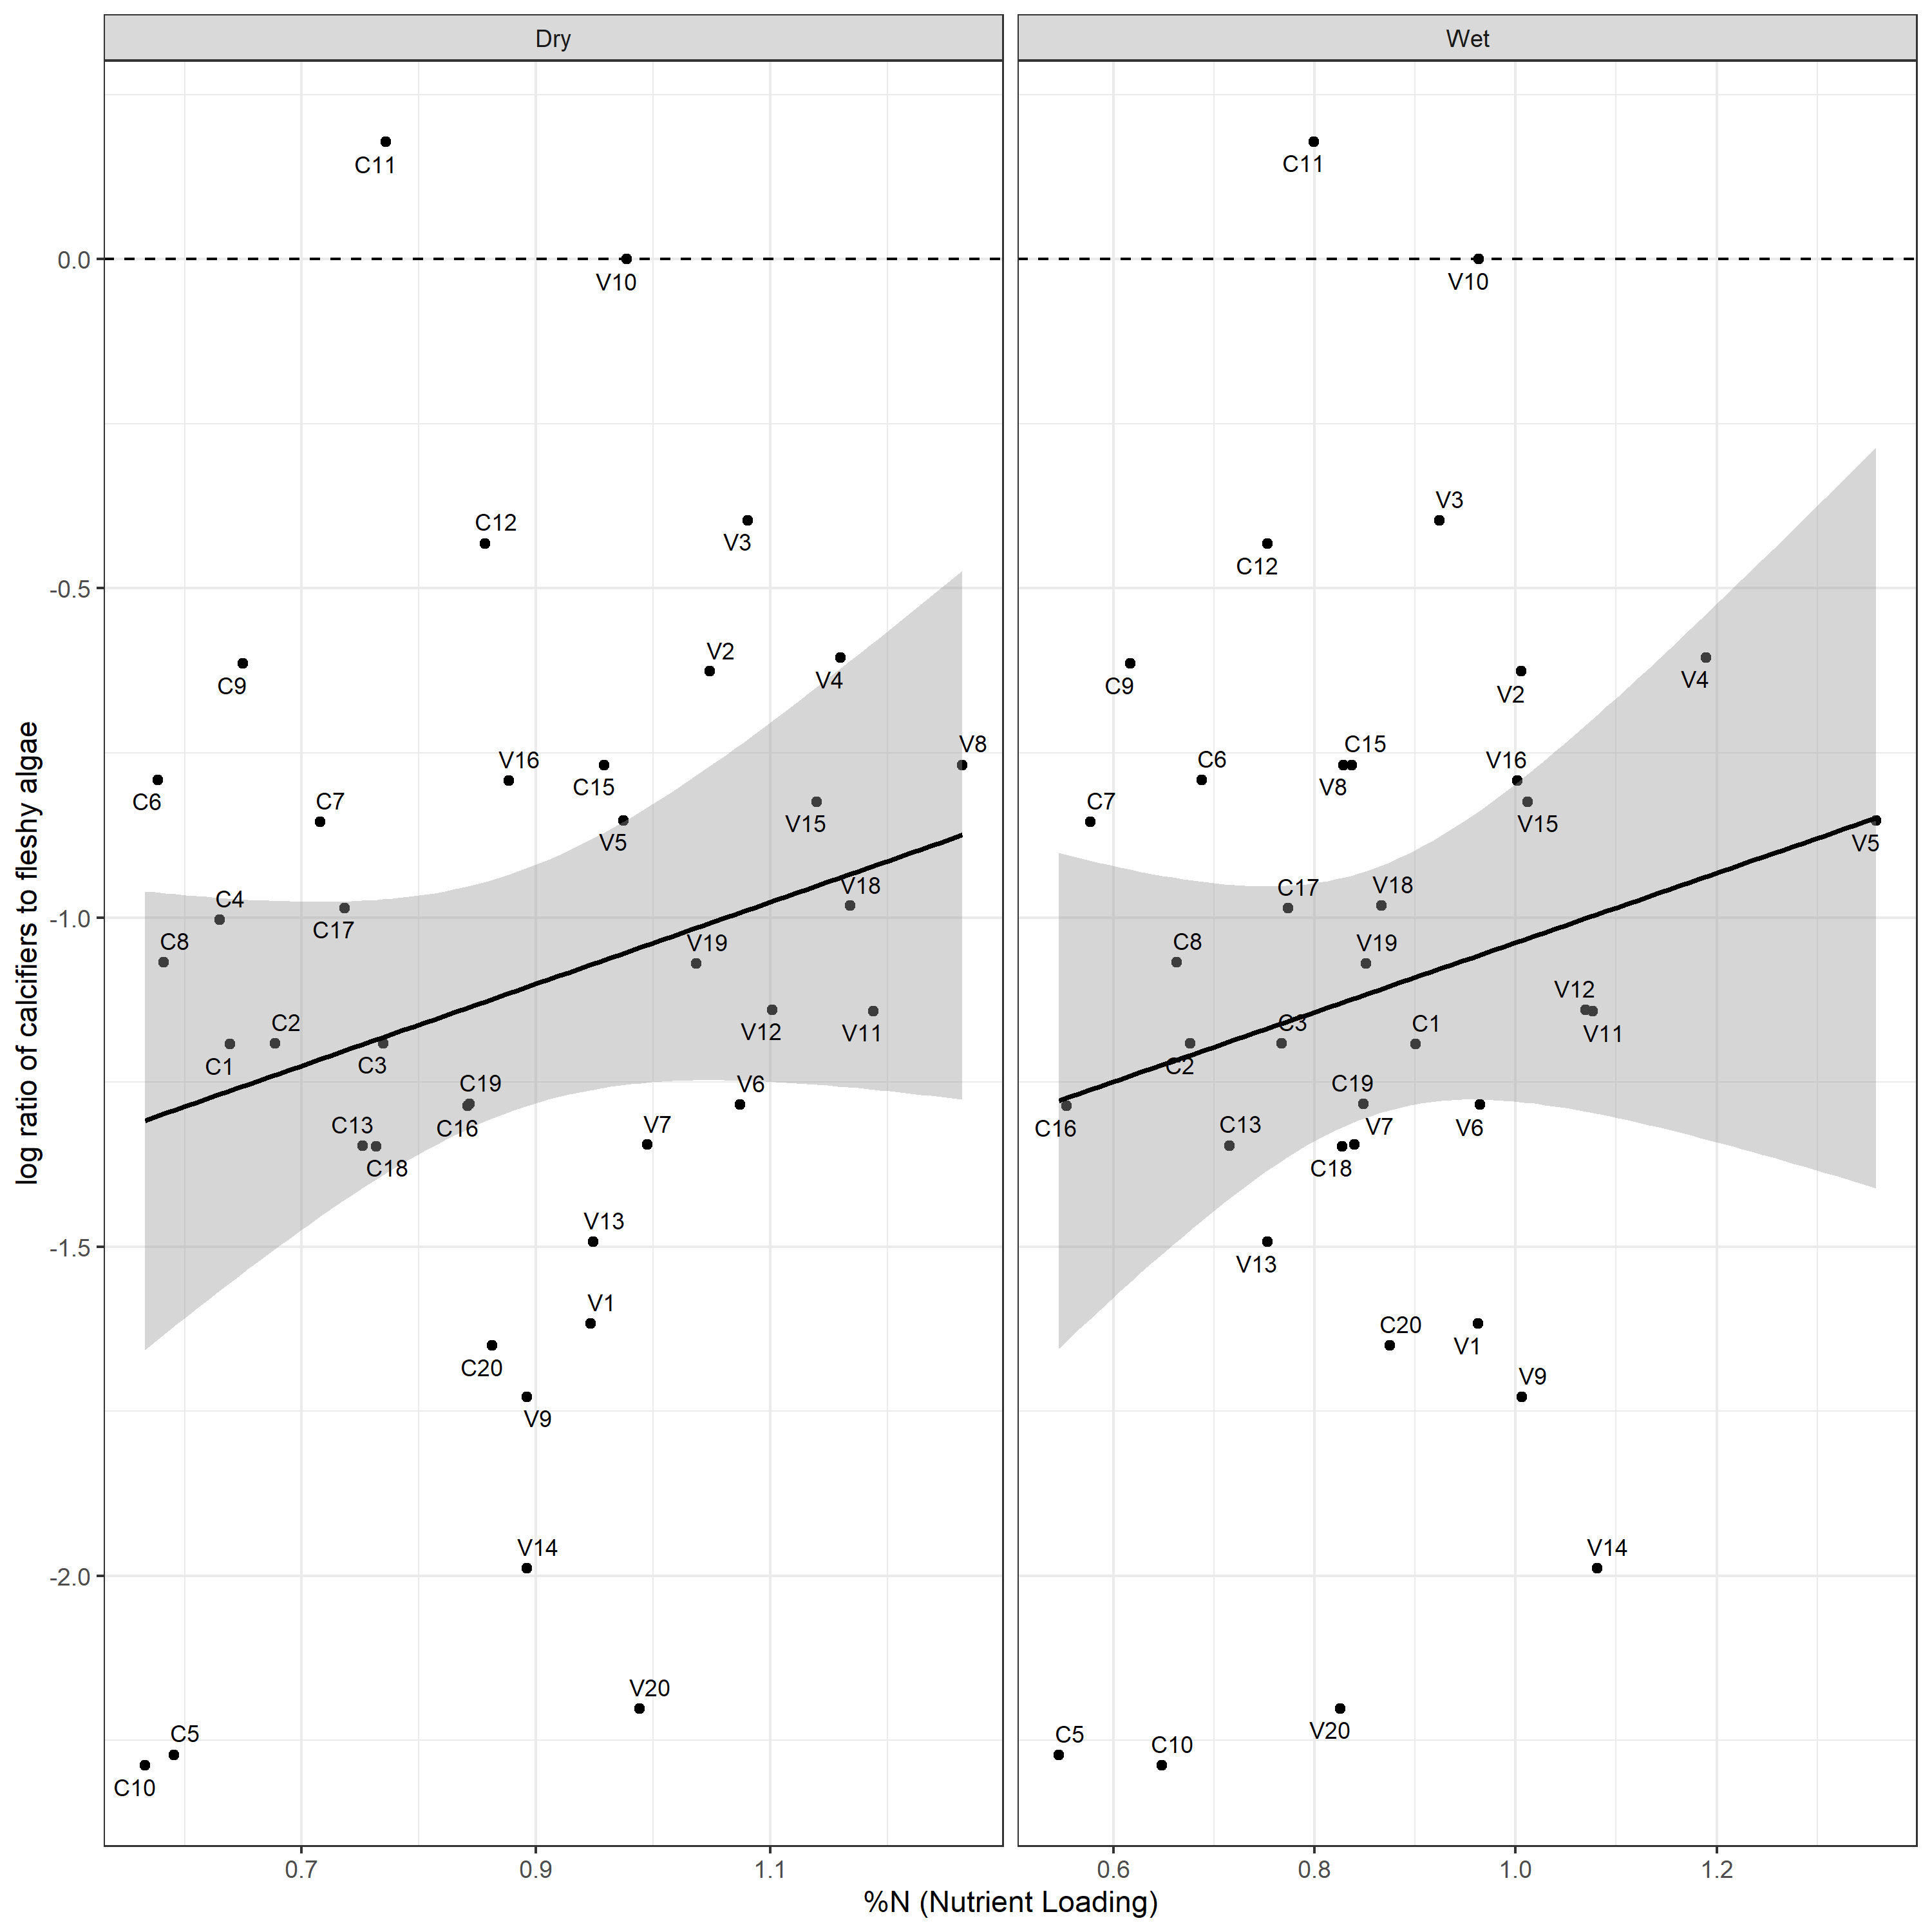 Dry
Wet
log ratio of calcifiers to fleshy algae
0.0
-0.5
-1.0
-1.5
-2.0
C11
V10
C12
V3
C9
V2
V4
C6
V16
C15
V8
C7
V5
V15
C4
V18
C17
C8
V19
C2
V12
V11
C1
C3
C19
V6
C16
C13
V7
C18
V13
V1
C20
V9
V14
V20
C5
C10
C11
V10
V3
C12
C9
V2
V4
C15
C6
V16
V8
C7
V15
V5
C17
V18
C8
V19
V12
C3
C1
V11
C2
C19
C16
C13
V7
V6
C18
V13
C20
V1
V9
V14
V20
C5
C10
0.7
0.9
1.1
0.6
0.8
1.0
1.2
%N (Nutrient Loading)